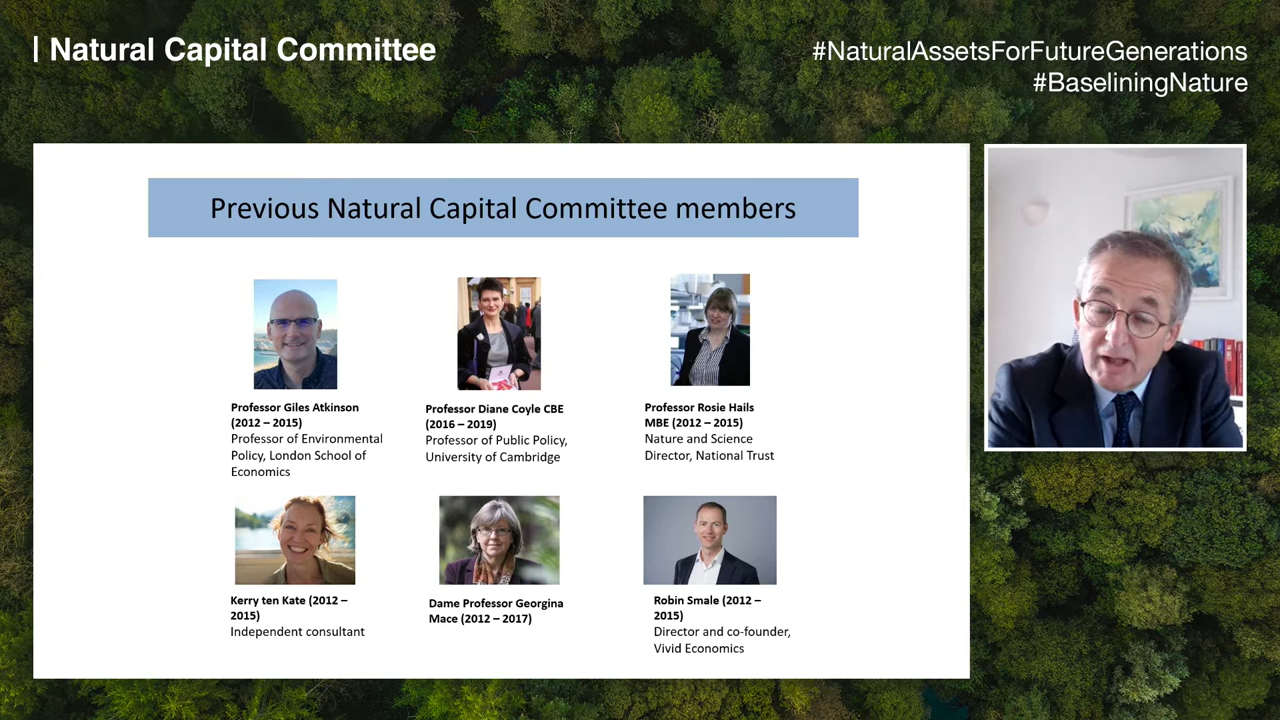 | Natural Capital Committee
#NaturalAssetsForFutureGenerations
#BaseliningNature
Previous Natural Capital Committee members
Professor Giles Atkinson
(2012 – 2015)
Professor of Environmental
Policy, London School of
Economics
Professor Diane Coyle CBE
(2016 – 2019)
Professor of Public Policy,
University of Cambridge
Professor Rosie Hails
MBE (2012 – 2015)
Nature and Science
Director, National Trust
Kerry ten Kate (2012 –
2015)
Independent consultant
Dame Professor Georgina
Mace (2012 – 2017)
Robin Smale (2012 –
2015)
Director and co-founder,
Vivid Economics